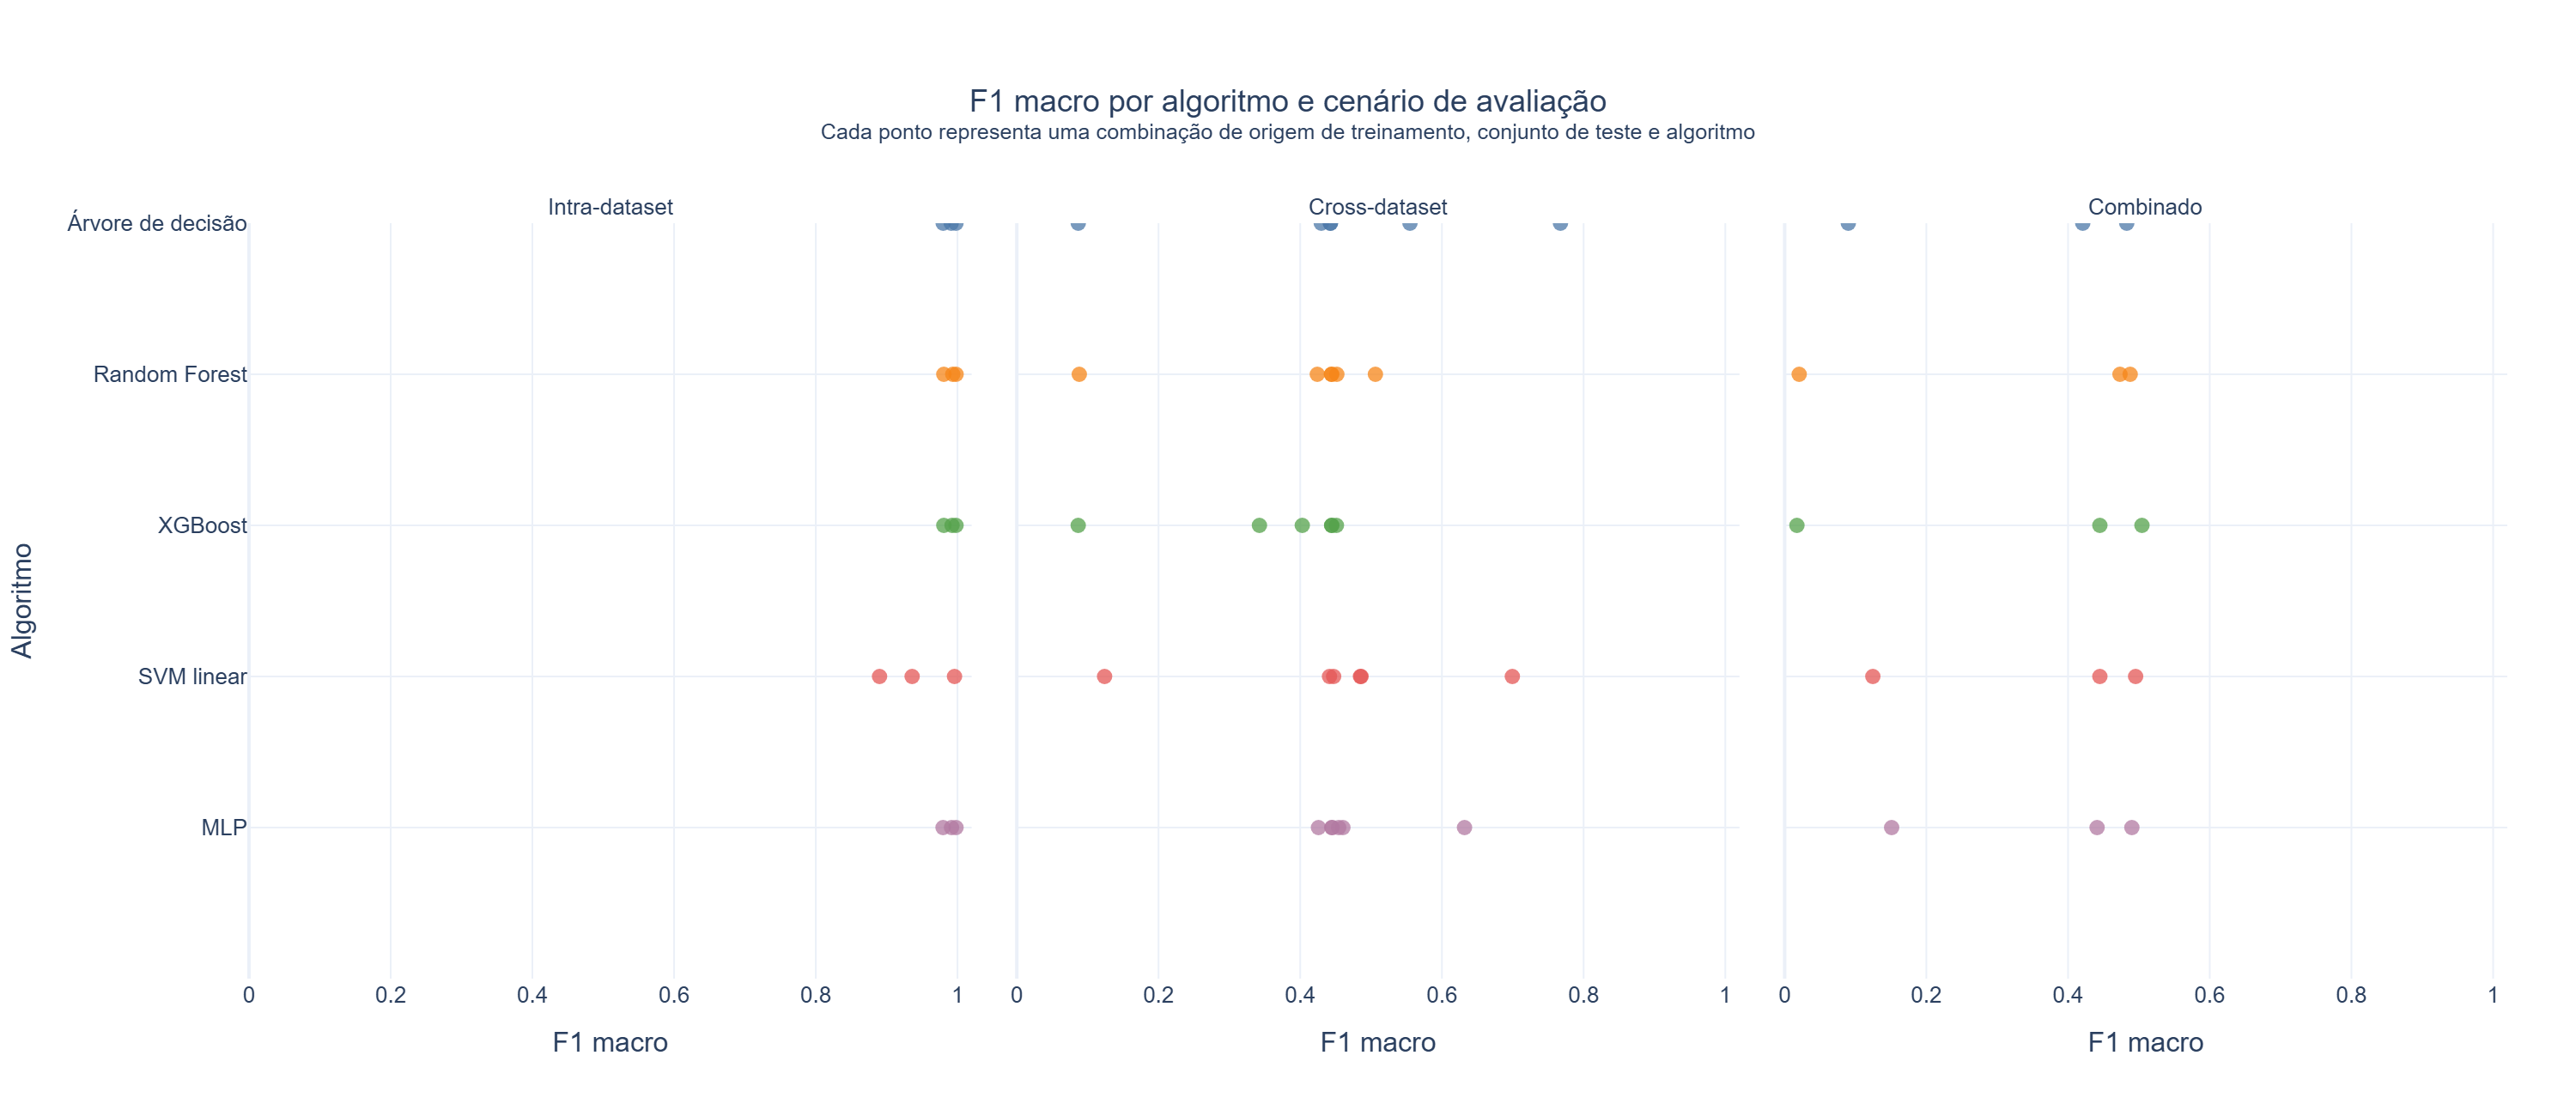 F1 macro por algoritmo e cenário de avaliação
Cada ponto representa uma combinação de origem de treinamento, conjunto de teste e algoritmo
Intra-dataset
Cross-dataset
Combinado
Algoritmo
Árvore de decisão
Random Forest
XGBoost
SVM linear
MLP
0 0.2 0.4 0.6 0.8 1
0 0.2 0.4 0.6 0.8 1
0 0.2 0.4 0.6 0.8 1
F1 macro
F1 macro
F1 macro